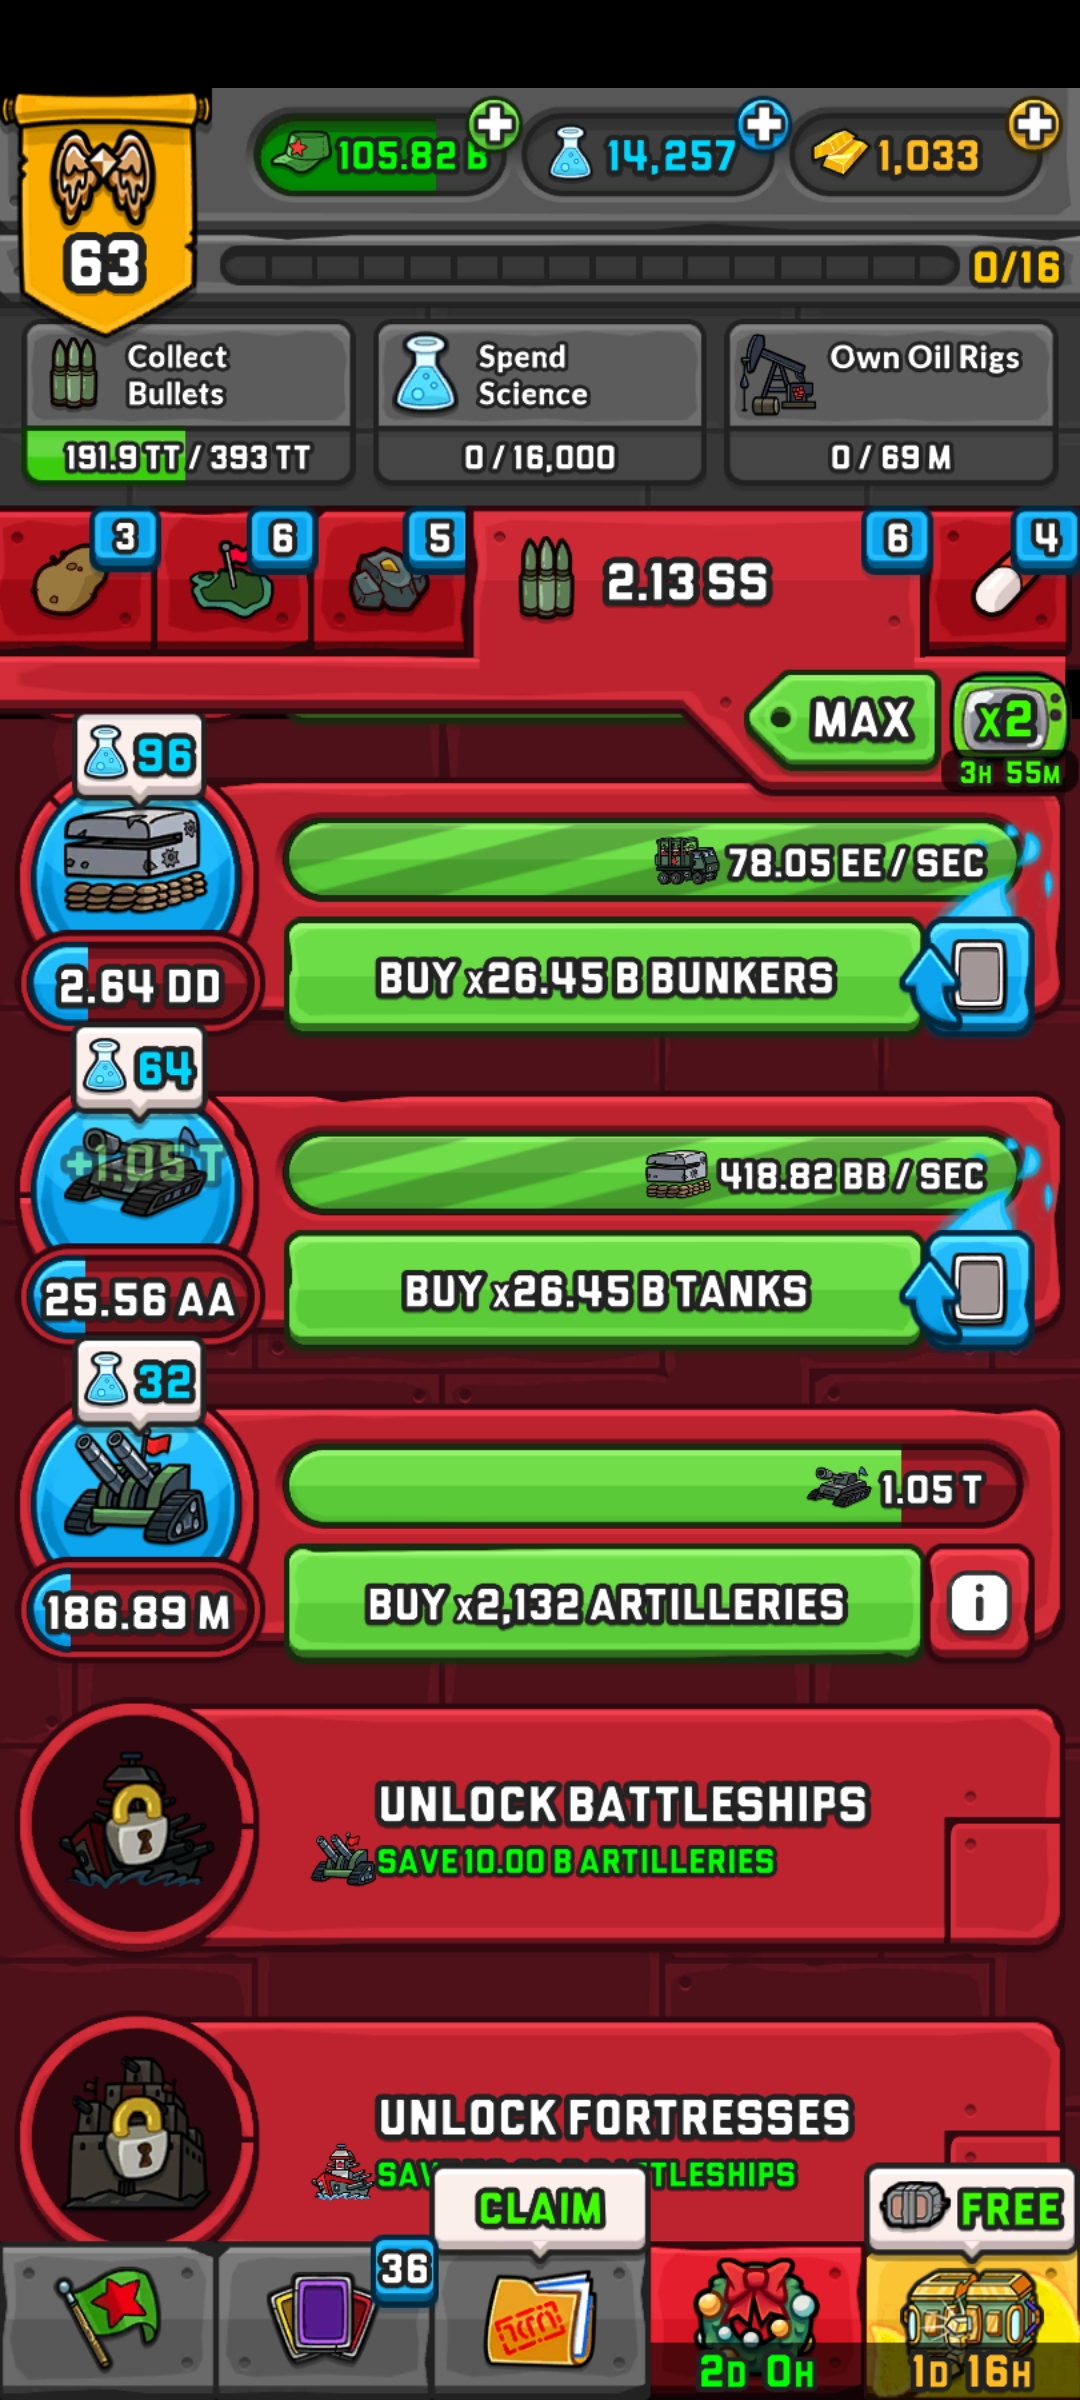 105.82 B
14,257
1,033
63
0/16
Collect
Bullets
191.9 TT / 393 TT
Spend
Science
0 / 16,000
Own Oil Rigs
0 / 69 M
3
6
5
2.13 SS
6
4
MAX
x2
3H 55M
96
78.05 EE / SEC
2.64 DD
BUY x26.45 B BUNKERS
64
+1.05 T
418.82 BB / SEC
25.56 AA
BUY x26.45 B TANKS
32
1.05 T
186.89 M
BUY x2,132 ARTILLERIES
i
UNLOCK BATTLESHIPS
SAVE 10.00 B ARTILLERIES
UNLOCK FORTRESSES
CLAIM
FREE
36
2D 0H
1D 16H